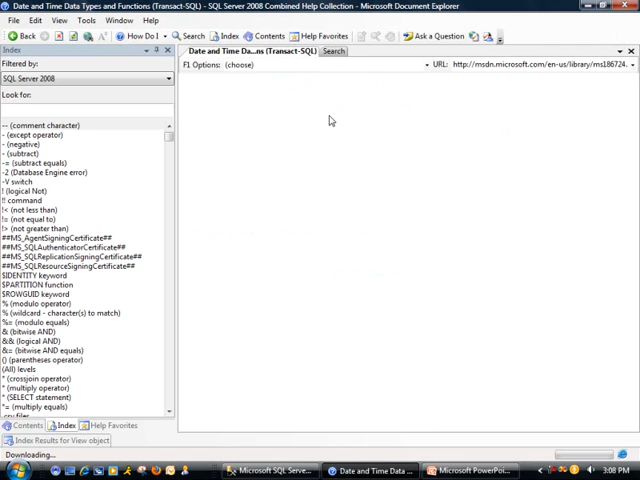 Date and Time Data Types and Functions (Transact-SQL) - SQL Server 2008 Combined Help Collection - Microsoft Document Explorer
File Edit View Tools Window Help
Back How Do I Search Index Contents Help Favorites Ask a Question
Index
Date and Time Da...ns (Transact-SQL) Search
Filtered by:
F1 Options: (choose) URL: http://msdn.microsoft.com/en-us/library/ms186724.
SQL Server 2008
Look for:
-- (comment character)
- (except operator)
- (negative)
- (subtract)
-= (subtract equals)
-2 (Database Engine error)
-V switch
! (logical Not)
!! command
!< (not less than)
!= (not equal to)
!> (not greater than)
##MS_AgentSigningCertificate##
##MS_SQLAuthenticatorCertificate##
##MS_SQLReplicationSigningCertificate##
##MS_SQLResourceSigningCertificate##
$IDENTITY keyword
$PARTITION function
$ROWGUID keyword
% (modulo operator)
% (wildcard - character(s) to match)
%= (modulo equals)
& (bitwise AND)
&& (logical AND)
&= (bitwise AND equals)
() (parentheses operator)
(All) levels
* (crossjoin operator)
* (multiply operator)
* (SELECT statement)
*= (multiply equals)
.csv files
Contents Index Help Favorites
Index Results for View object
Downloading...
Microsoft SQL Serve... Date and Time Data ... Microsoft PowerPoi... 3:08 PM